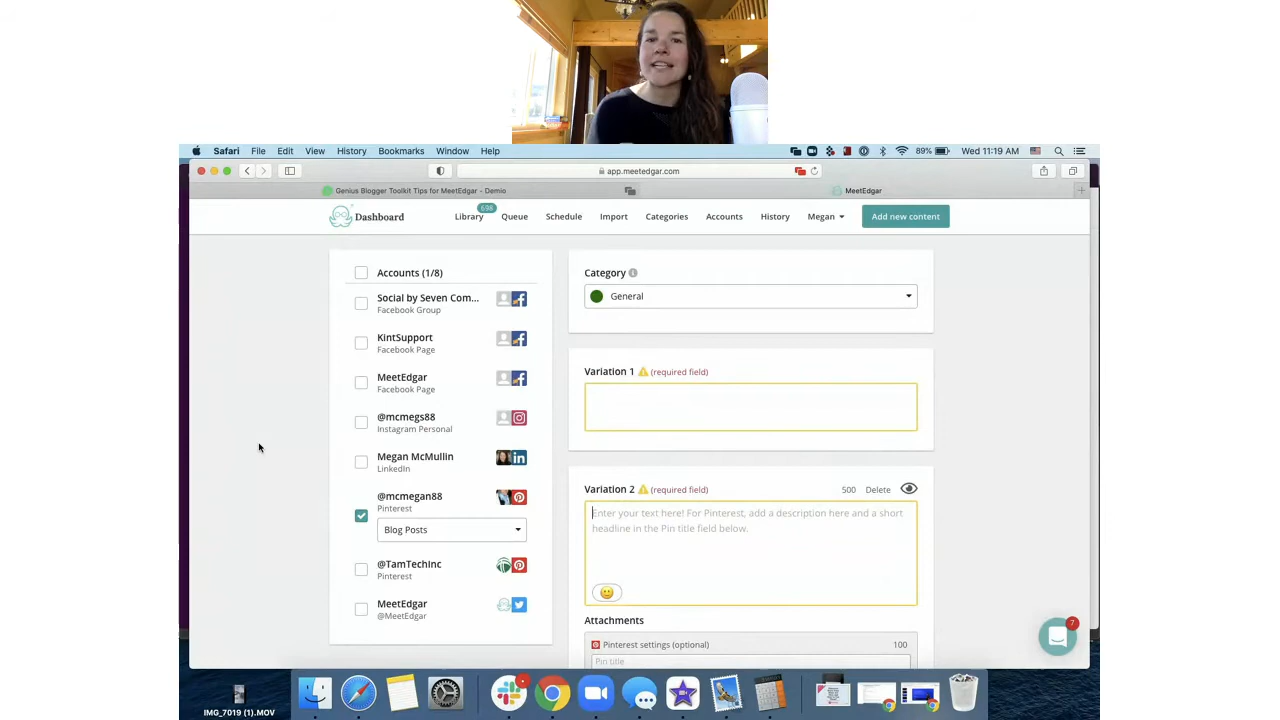 Safari File Edit View History Bookmarks Window Help
89% Wed 11:19 AM
app.meetedgar.com
Genius Blogger Toolkit Tips for MeetEdgar - Demio
MeetEdgar
Dashboard
Library 698 Queue Schedule Import Categories Accounts History Megan Add new content
Accounts (1/8)
Social by Seven Com...
Facebook Group
KintSupport
Facebook Page
MeetEdgar
Facebook Page
@mcmegs88
Instagram Personal
Megan McMullin
LinkedIn
@mcmegan88
Pinterest
Blog Posts
@TamTechInc
Pinterest
MeetEdgar
@MeetEdgar
Category
General
Variation 1 (required field)
Variation 2 (required field) 500 Delete
Enter your text here! For Pinterest, add a description here and a short
headline in the Pin title field below.
Attachments
Pinterest settings (optional) 100
Pin title
7
IMG_7019 (1).MOV